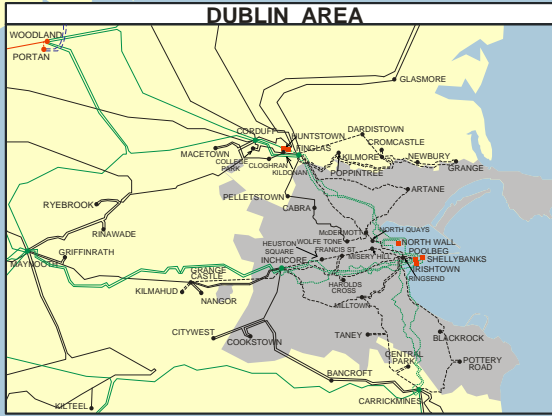 DUBLIN AREA
WOODLAND
PORTAN
GLASMORE
CORDUFF
HUNTSTOWN
FINGLAS
DARDISTOWN
CROMCASTLE
MACETOWN
COLLEGE
PARK
CLOGHRAN
KILDONAN
KILMORE
POPPINTREE
NEWBURY
GRANGE
PELLETSTOWN
CABRA
ARTANE
RYEBROOK
RINAWADE
McDERMOTT
NORTH QUAYS
HEUSTON
SQUARE
WOLFE TONE
FRANCIS ST
MISERY HILL
NORTH WALL
POOLBEG
SHELLYBANKS
IRISHTOWN
RINGSEND
MAYNOOTH
GRIFFINRATH
GRANGE
CASTLE
INCHICORE
HAROLDS
CROSS
KILMAHUD
NANGOR
MILLTOWN
CITYWEST
COOKSTOWN
TANEY
BLACKROCK
CENTRAL
PARK
POTTERY
ROAD
BANCROFT
KILTEEL
CARRICKMINES